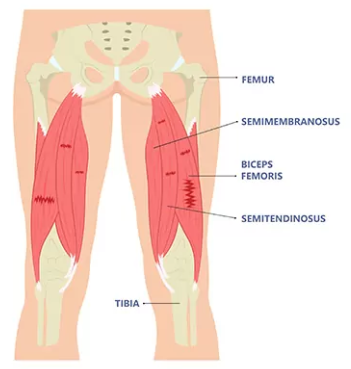 FEMUR
SEMIMEMBRANOSUS
BICEPS
FEMORIS
SEMITENDINOSUS
TIBIA